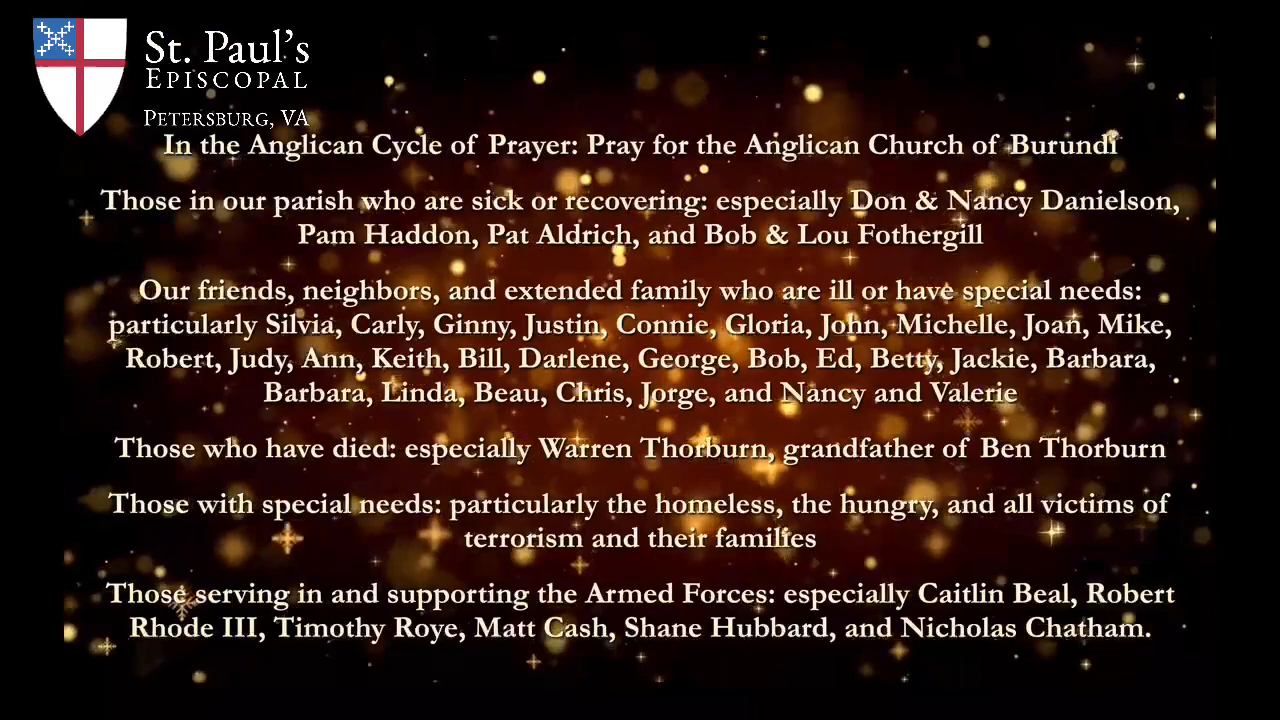 St. Paul's
Episcopal
Petersburg, VA
In the Anglican Cycle of Prayer: Pray for the Anglican Church of Burundi
Those in our parish who are sick or recovering: especially Don & Nancy Danielson,
Pam Haddon, Pat Aldrich, and Bob & Lou Fothergill
Our friends, neighbors, and extended family who are ill or have special needs:
particularly Silvia, Carly, Ginny, Justin, Connie, Gloria, John, Michelle, Joan, Mike,
Robert, Judy, Ann, Keith, Bill, Darlene, George, Bob, Ed, Betty, Jackie, Barbara,
Barbara, Linda, Beau, Chris, Jorge, and Nancy and Valerie
Those who have died: especially Warren Thorburn, grandfather of Ben Thorburn
Those with special needs: particularly the homeless, the hungry, and all victims of
terrorism and their families
Those serving in and supporting the Armed Forces: especially Caitlin Beal, Robert
Rhode III, Timothy Roye, Matt Cash, Shane Hubbard, and Nicholas Chatham.